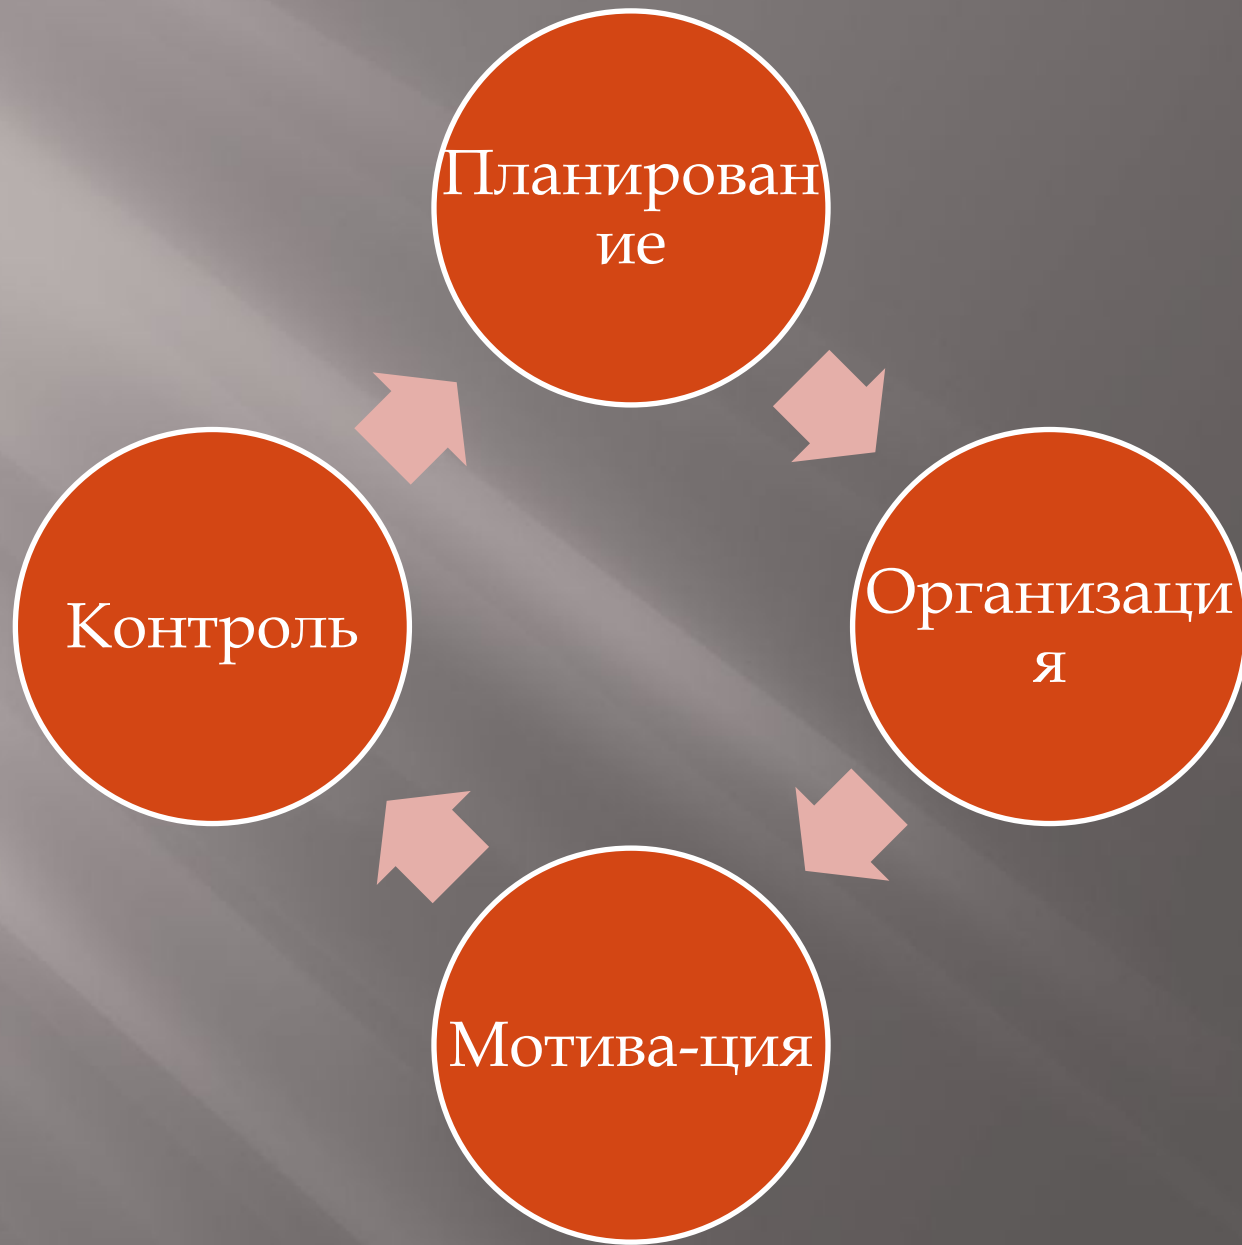 Планирован
ие
Организаци
я
Мотива-ция
Контроль